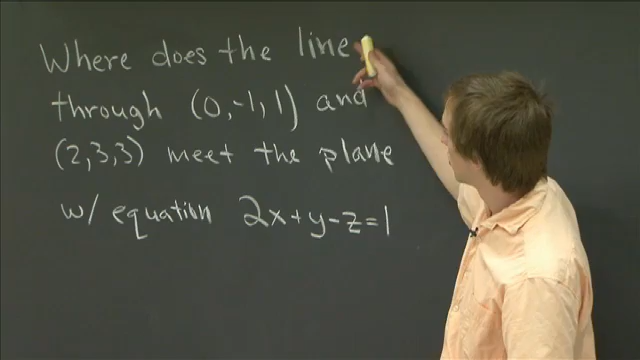 Where does the line
through (0,-1,1) and
(2,3,3) meet the plane
w/ equation 2x+y-z=1